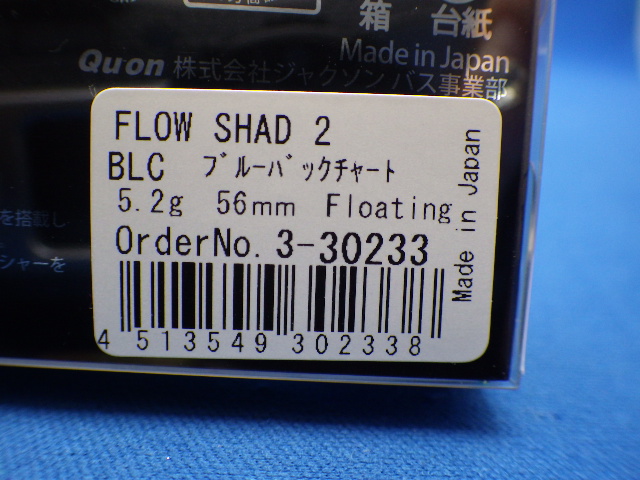 箱 台紙
Made in Japan
Quon 株式会社ジャクソン バス事業部
FLOW SHAD 2
BLC ブルーバックチャート
5.2g 56mm Floating
OrderNo. 3-30233
4 513549 302338
Made in Japan
を搭載し
シャーを